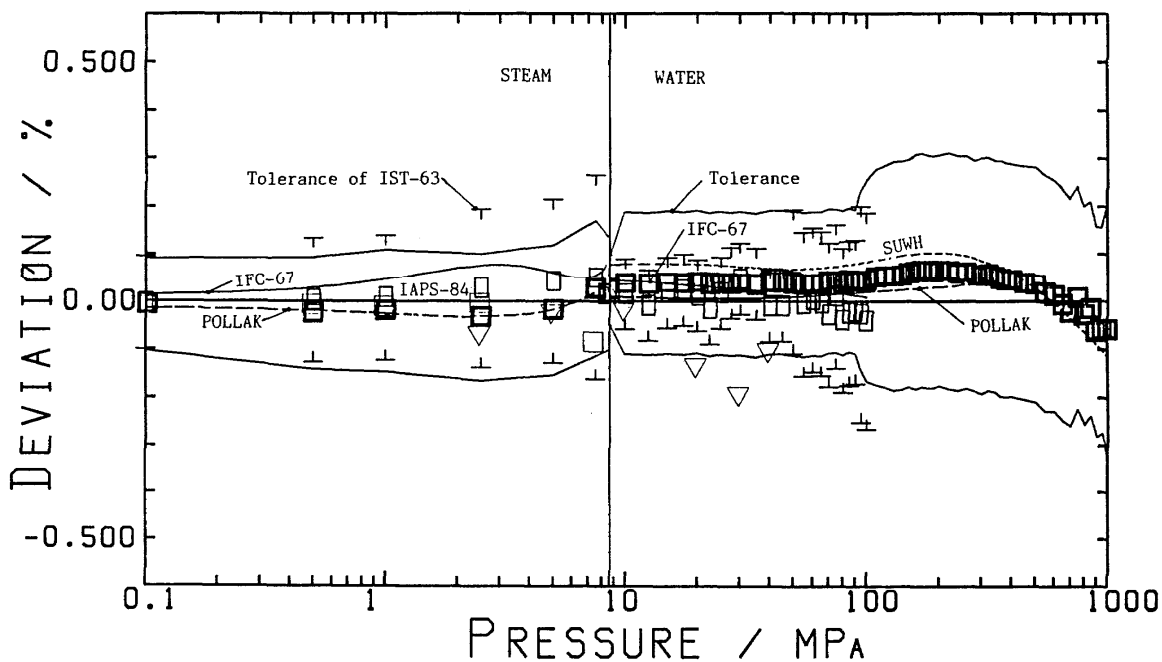 0.500
STEAM
WATER
Tolerance of IST-63
Tolerance
IFC-67
SUWH
IFC-67
IAPS-84
0.00
POLLAK
POLLAK
-0.500
DEVIATIØN / %
0.1
1
10
100
1000
PRESSURE / MPA